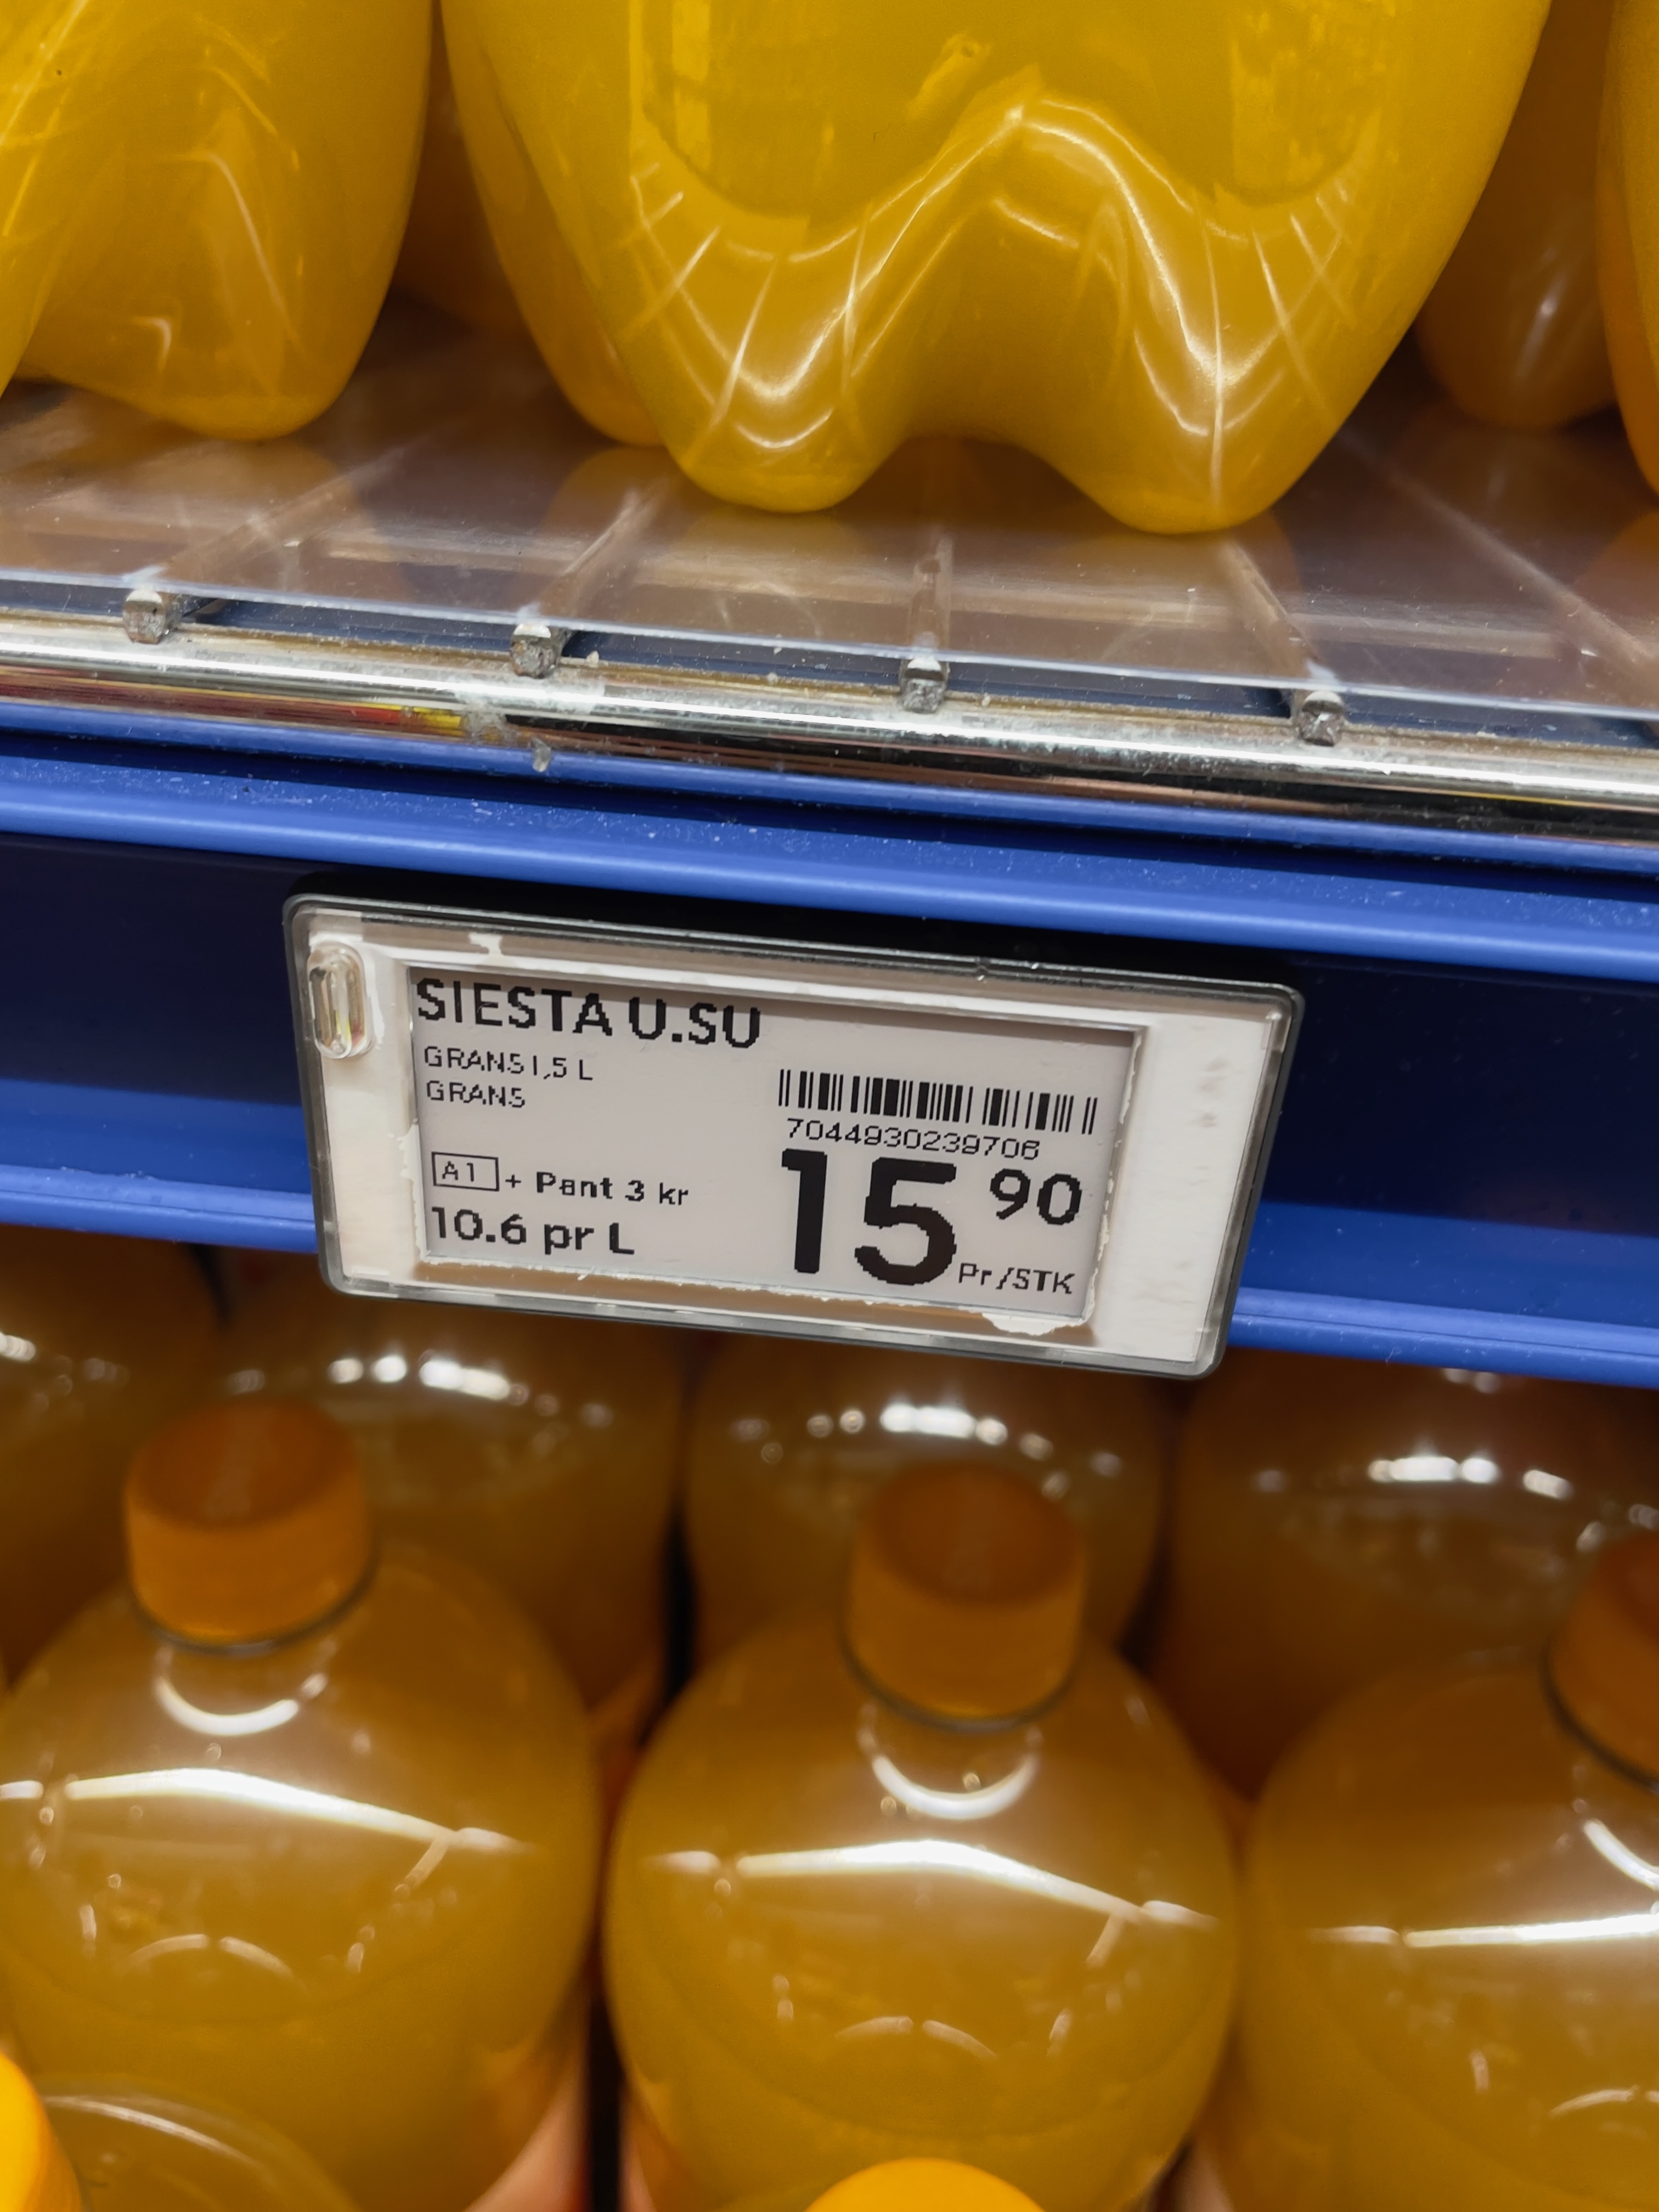 SIESTA U.SU
GRANS 1,5 L
GRANS
7044930239706
A1 + Pant 3 kr
10.6 pr L
15 90
Pr/STK